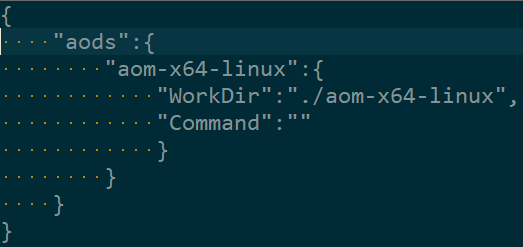 {
    "aods":{
        "aom-x64-linux":{
            "WorkDir":"./aom-x64-linux",
            "Command":""
            }
        }
    }
}